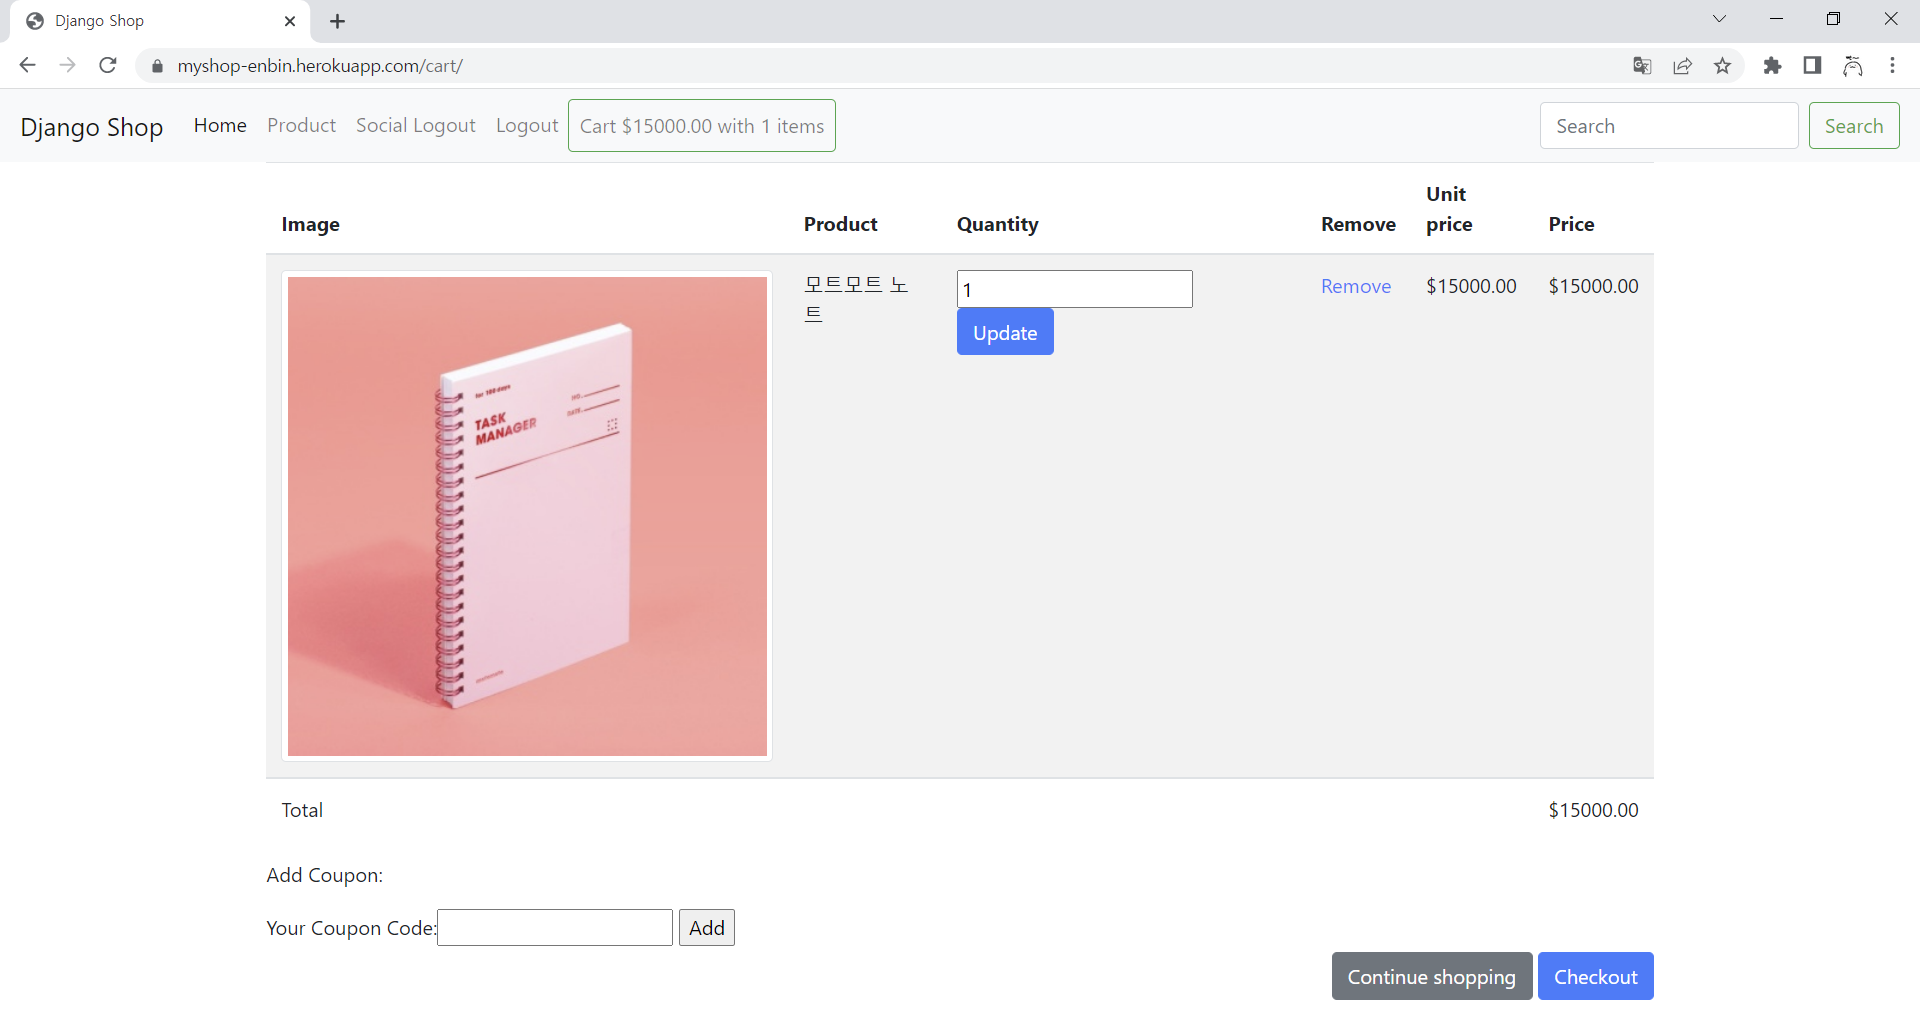 Django Shop
myshop-enbin.herokuapp.com/cart/
Django Shop Home Product Social Logout Logout Cart $15000.00 with 1 items Search Search
Image Product Quantity Remove Unit price Price
모트모트 노
트
1
Update
Remove
$15000.00
$15000.00
for 100 days
TASK
MANAGER
NO.
DATE.
motemote
Total $15000.00
Add Coupon:
Your Coupon Code: Add
Continue shopping Checkout